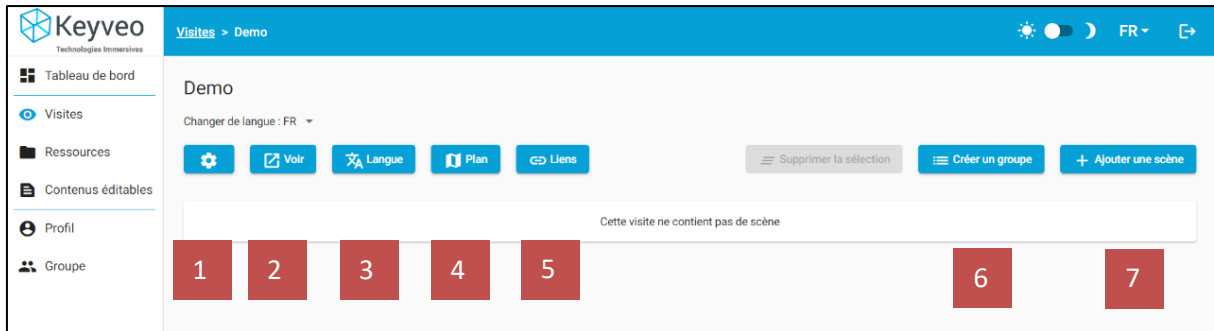 Keyveo
Technologies Immersives
Visites > Demo
FR
Tableau de bord
Visites
Ressources
Contenus éditables
Profil
Groupe
Demo
Changer de langue : FR
Voir
Langue
Plan
Liens
Supprimer la sélection
Créer un groupe
+ Ajouter une scène
Cette visite ne contient pas de scène
1 2 3 4 5 6 7